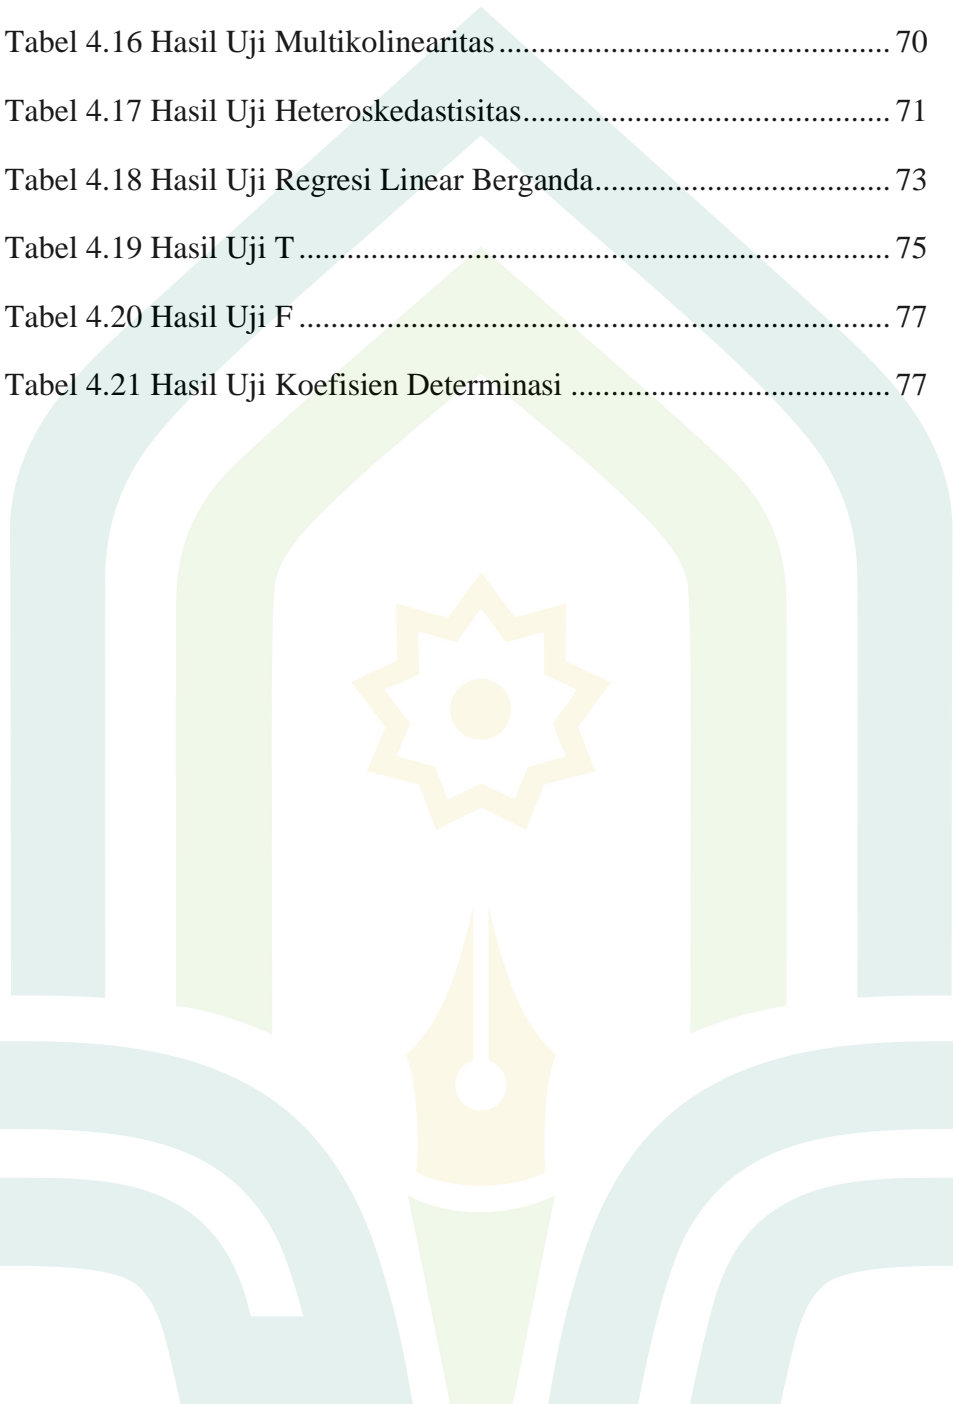 Tabel 4.16 Hasil Uji Multikolinearitas ................................................. 70
Tabel 4.17 Hasil Uji Heteroskedastisitas.............................................. 71
Tabel 4.18 Hasil Uji Regresi Linear Berganda..................................... 73
Tabel 4.19 Hasil Uji T .......................................................................... 75
Tabel 4.20 Hasil Uji F .......................................................................... 77
Tabel 4.21 Hasil Uji Koefisien Determinasi ........................................ 77